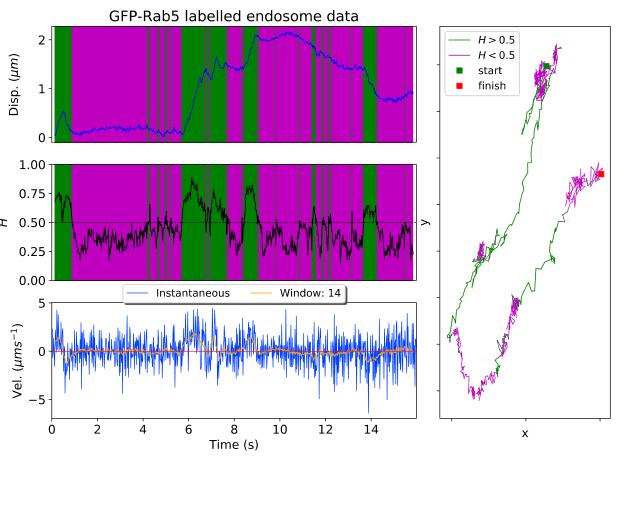 GFP-Rab5 labelled endosome data
Disp. (μm)
2
1
0
H
1.00
0.75
0.50
0.25
0.00
Instantaneous
Window: 14
Vel. (μms⁻¹)
5
0
−5
0 2 4 6 8 10 12 14
Time (s)
H > 0.5
H < 0.5
start
finish
y
x